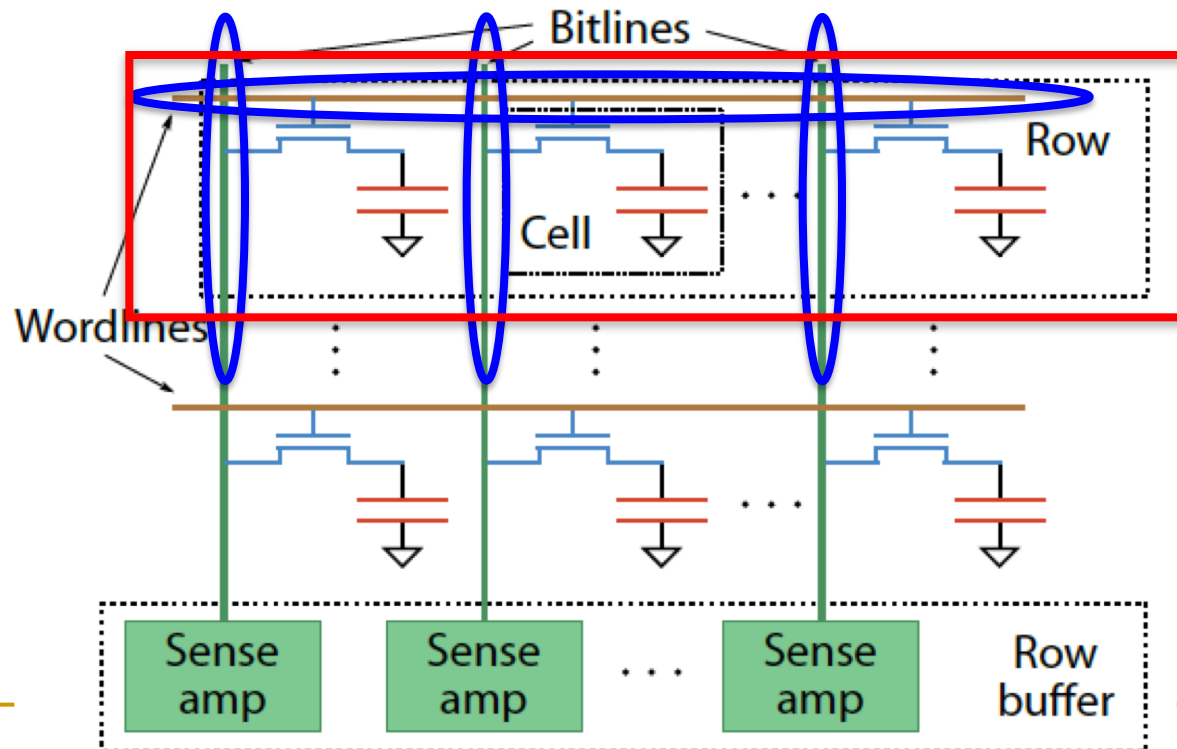 Bitlines
Row
Cell
Wordlines
Sense
amp
Sense
amp
Sense
amp
Row
buffer